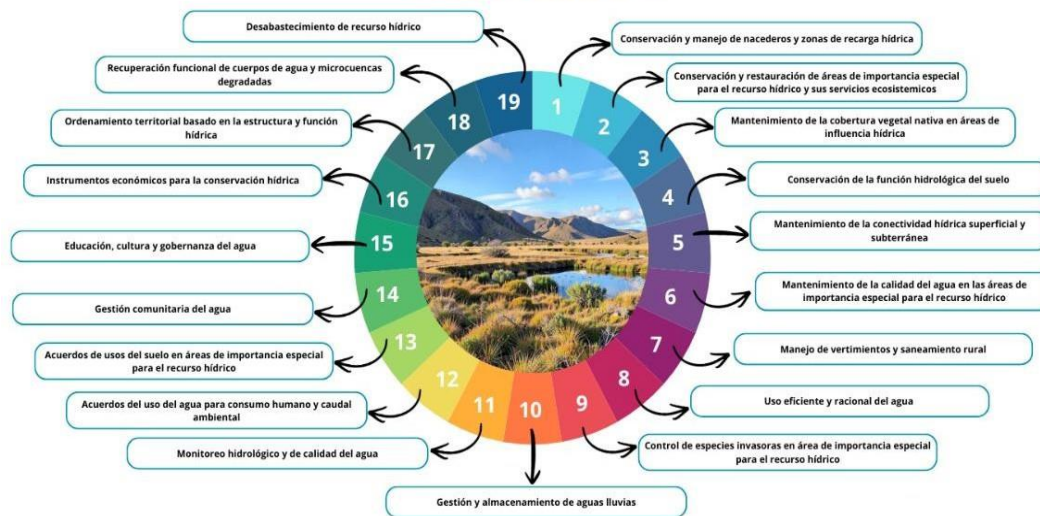 1
Conservación y manejo de nacederos y zonas de recarga hídrica
2
Conservación y restauración de áreas de importancia especial
para el recurso hídrico y sus servicios ecosistemicos
3
Mantenimiento de la cobertura vegetal nativa en áreas de
influencia hídrica
4
Conservación de la función hidrológica del suelo
5
Mantenimiento de la conectividad hídrica superficial y
subterránea
6
Mantenimiento de la calidad del agua en las áreas de
importancia especial para el recurso hídrico
7
Manejo de vertimientos y saneamiento rural
8
Uso eficiente y racional del agua
9
Control de especies invasoras en área de importancia especial
para el recurso hídrico
10
Gestión y almacenamiento de aguas lluvias
11
Monitoreo hidrológico y de calidad del agua
12
Acuerdos del uso del agua para consumo humano y caudal
ambiental
13
Acuerdos de usos del suelo en áreas de importancia especial
para el recurso hídrico
14
Gestión comunitaria del agua
15
Educación, cultura y gobernanza del agua
16
Instrumentos económicos para la conservación hídrica
17
Ordenamiento territorial basado en la estructura y función
hídrica
18
Recuperación funcional de cuerpos de agua y microcuencas
degradadas
19
Desabastecimiento de recurso hídrico